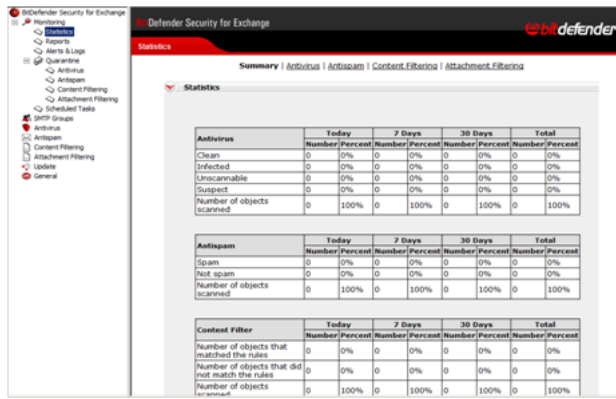 BitDefender Security for Exchange
Monitoring
Statistics
Reports
Alerts & Logs
Quarantine
Antivirus
Antispam
Content Filtering
Attachment Filtering
Scheduled Tasks
SMTP Groups
Antivirus
Antispam
Content Filtering
Attachment Filtering
Update
General
BitDefender Security for Exchange
bitdefender
Statistics
Summary | Antivirus | Antispam | Content Filtering | Attachment Filtering
Statistics
Antivirus Today 7 Days 30 Days Total
Number Percent Number Percent Number Percent Number Percent
Clean 0 0% 0 0% 0 0% 0 0%
Infected 0 0% 0 0% 0 0% 0 0%
Unscannable 0 0% 0 0% 0 0% 0 0%
Suspect 0 0% 0 0% 0 0% 0 0%
Number of objects
scanned 0 100% 0 100% 0 100% 0 100%
Antispam Today 7 Days 30 Days Total
Number Percent Number Percent Number Percent Number Percent
Spam 0 0% 0 0% 0 0% 0 0%
Not spam 0 0% 0 0% 0 0% 0 0%
Number of objects
scanned 0 100% 0 100% 0 100% 0 100%
Content Filter Today 7 Days 30 Days Total
Number Percent Number Percent Number Percent Number Percent
Number of objects that
matched the rules 0 0% 0 0% 0 0% 0 0%
Number of objects that did
not match the rules 0 0% 0 0% 0 0% 0 0%
Number of objects
scanned 0 100% 0 100% 0 100% 0 100%